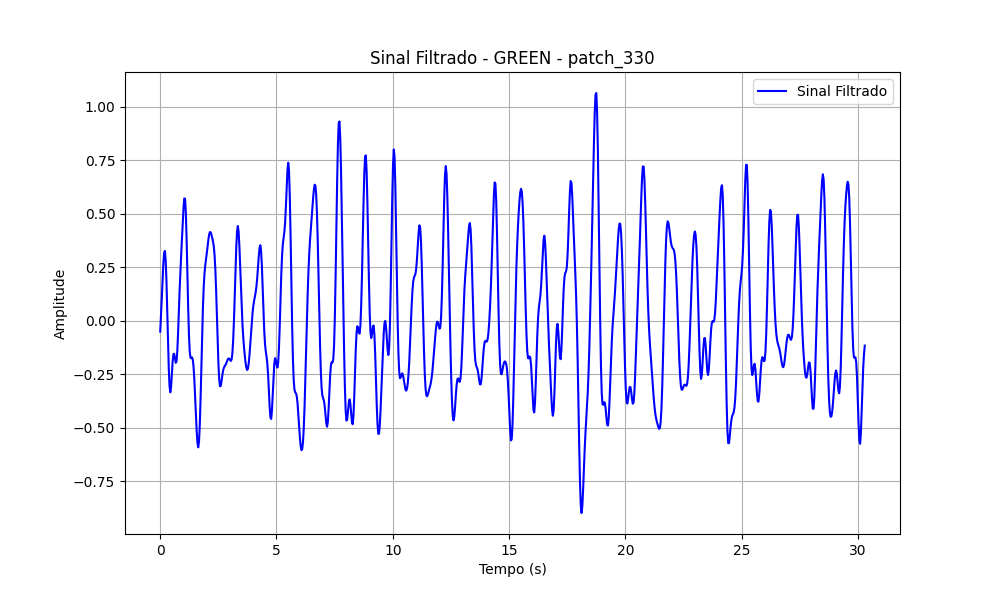 Sinal Filtrado - GREEN - patch_330
Sinal Filtrado
1.00
0.75
0.50
0.25
0.00
−0.25
−0.50
−0.75
Amplitude
0 5 10 15 20 25 30
Tempo (s)